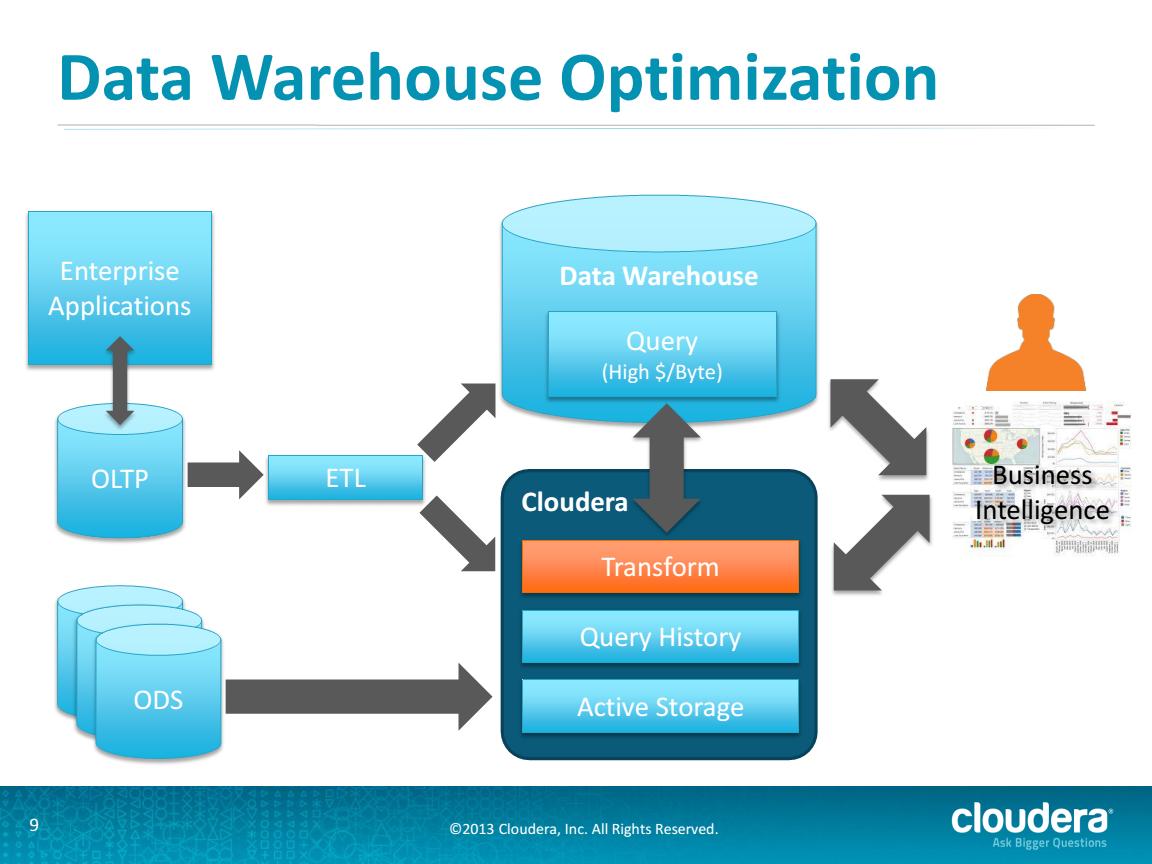 Data Warehouse Optimization
Enterprise
Applications
OLTP
ETL
ODS
Data Warehouse
Query
(High $/Byte)
Cloudera
Transform
Query History
Active Storage
Business
Intelligence
9
©2013 Cloudera, Inc. All Rights Reserved.
cloudera®
Ask Bigger Questions